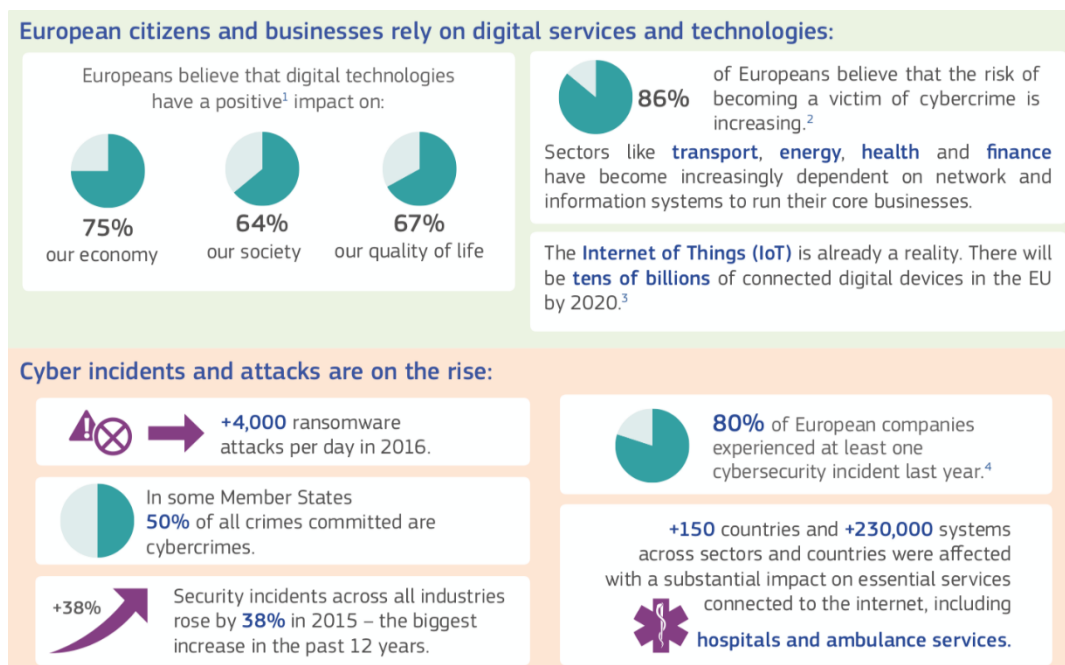 European citizens and businesses rely on digital services and technologies:
Europeans believe that digital technologies
have a positive¹ impact on:
75%
our economy
64%
our society
67%
our quality of life
86%
of Europeans believe that the risk of
becoming a victim of cybercrime is
increasing.²
Sectors like transport, energy, health and finance
have become increasingly dependent on network and
information systems to run their core businesses.
The Internet of Things (IoT) is already a reality. There will
be tens of billions of connected digital devices in the EU
by 2020.³
Cyber incidents and attacks are on the rise:
+4,000 ransomware
attacks per day in 2016.
In some Member States
50% of all crimes committed are
cybercrimes.
+38%
Security incidents across all industries
rose by 38% in 2015 – the biggest
increase in the past 12 years.
80% of European companies
experienced at least one
cybersecurity incident last year.⁴
+150 countries and +230,000 systems
across sectors and countries were affected
with a substantial impact on essential services
connected to the internet, including
hospitals and ambulance services.